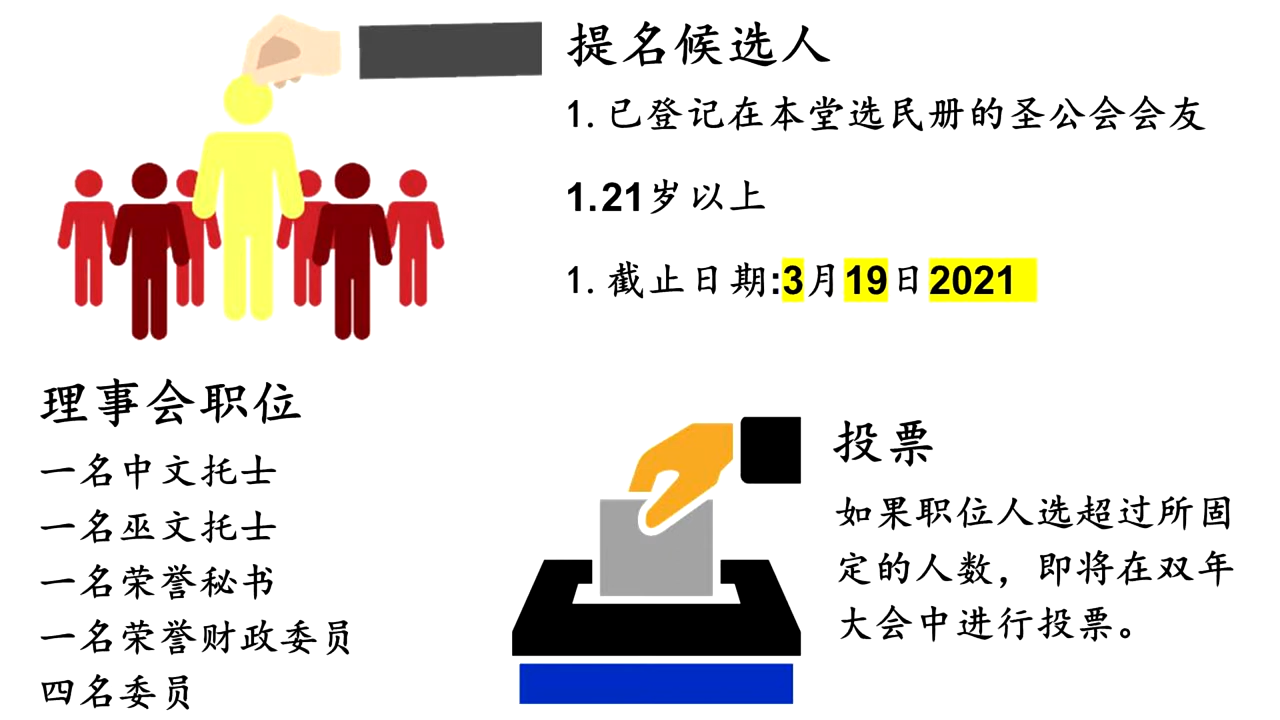 提名候选人
1. 已登记在本堂选民册的圣公会会友
1.21岁以上
1. 截止日期:3月19日2021
理事会职位
一名中文托士
一名巫文托士
一名荣誉秘书
一名荣誉财政委员
四名委员
投票
如果职位人选超过所固
定的人数，即将在双年
大会中进行投票。